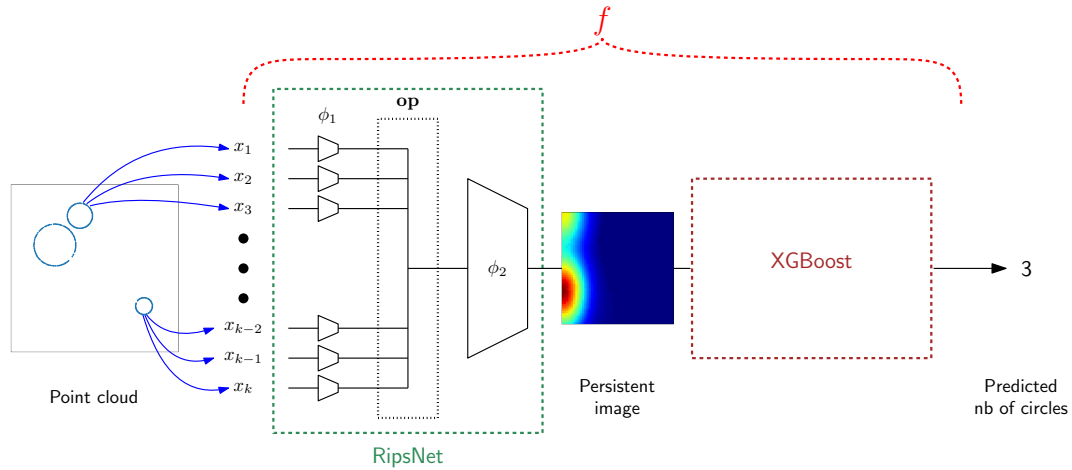 f
op
ϕ₁
x₁
x₂
x₃
ϕ₂
XGBoost
3
xₖ₋₂
xₖ₋₁
xₖ
Point cloud
Persistent
image
Predicted
nb of circles
RipsNet